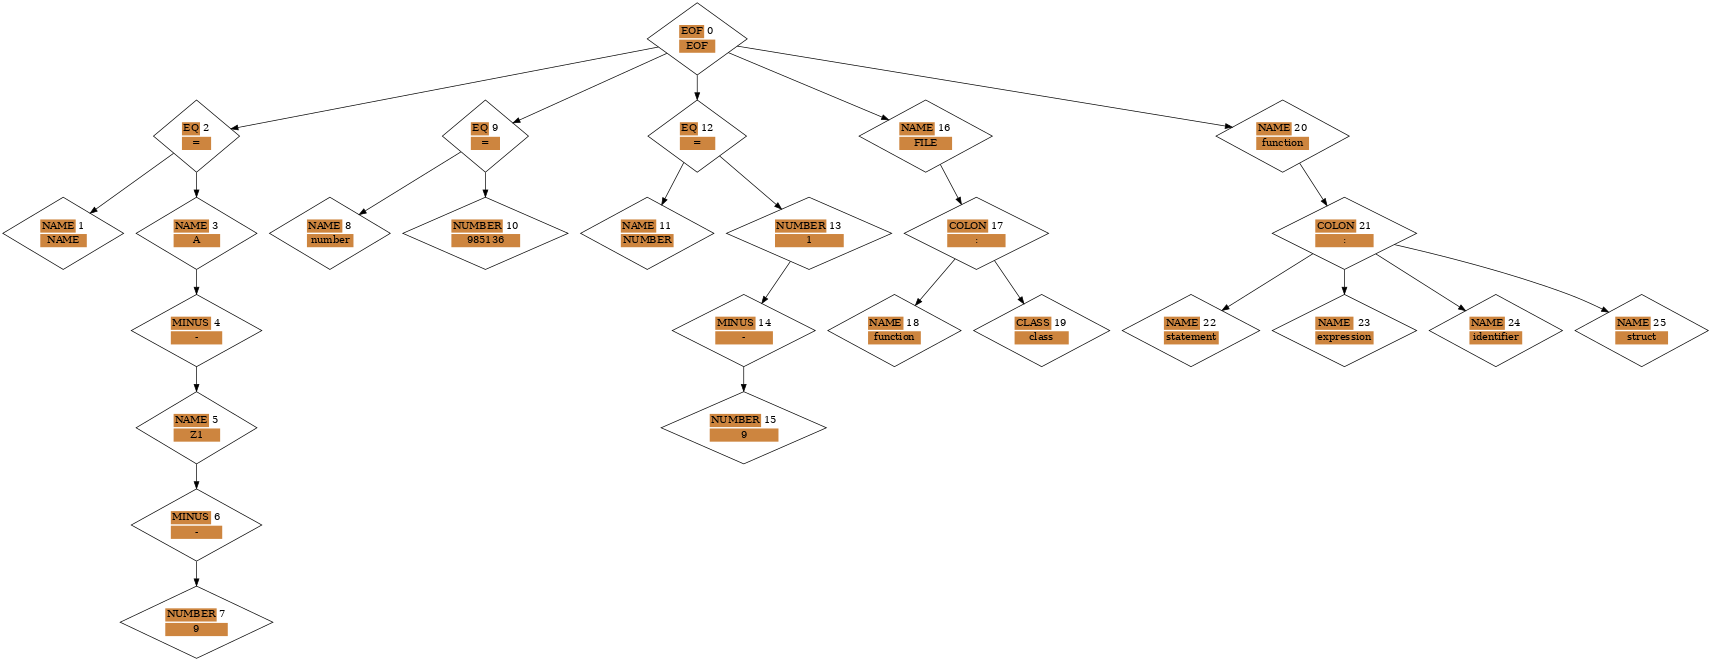 EOF 0
EOF
EQ 2
=
EQ 9
=
EQ 12
=
NAME 16
FILE
NAME 20
function
NAME 1
NAME
NAME 3
A
NAME 8
number
NUMBER 10
985136
NAME 11
NUMBER
NUMBER 13
1
COLON 17
:
COLON 21
:
MINUS 4
-
MINUS 14
-
NAME 18
function
CLASS 19
class
NAME 22
statement
NAME 23
expression
NAME 24
identifier
NAME 25
struct
NAME 5
Z1
NUMBER 15
9
MINUS 6
-
NUMBER 7
9